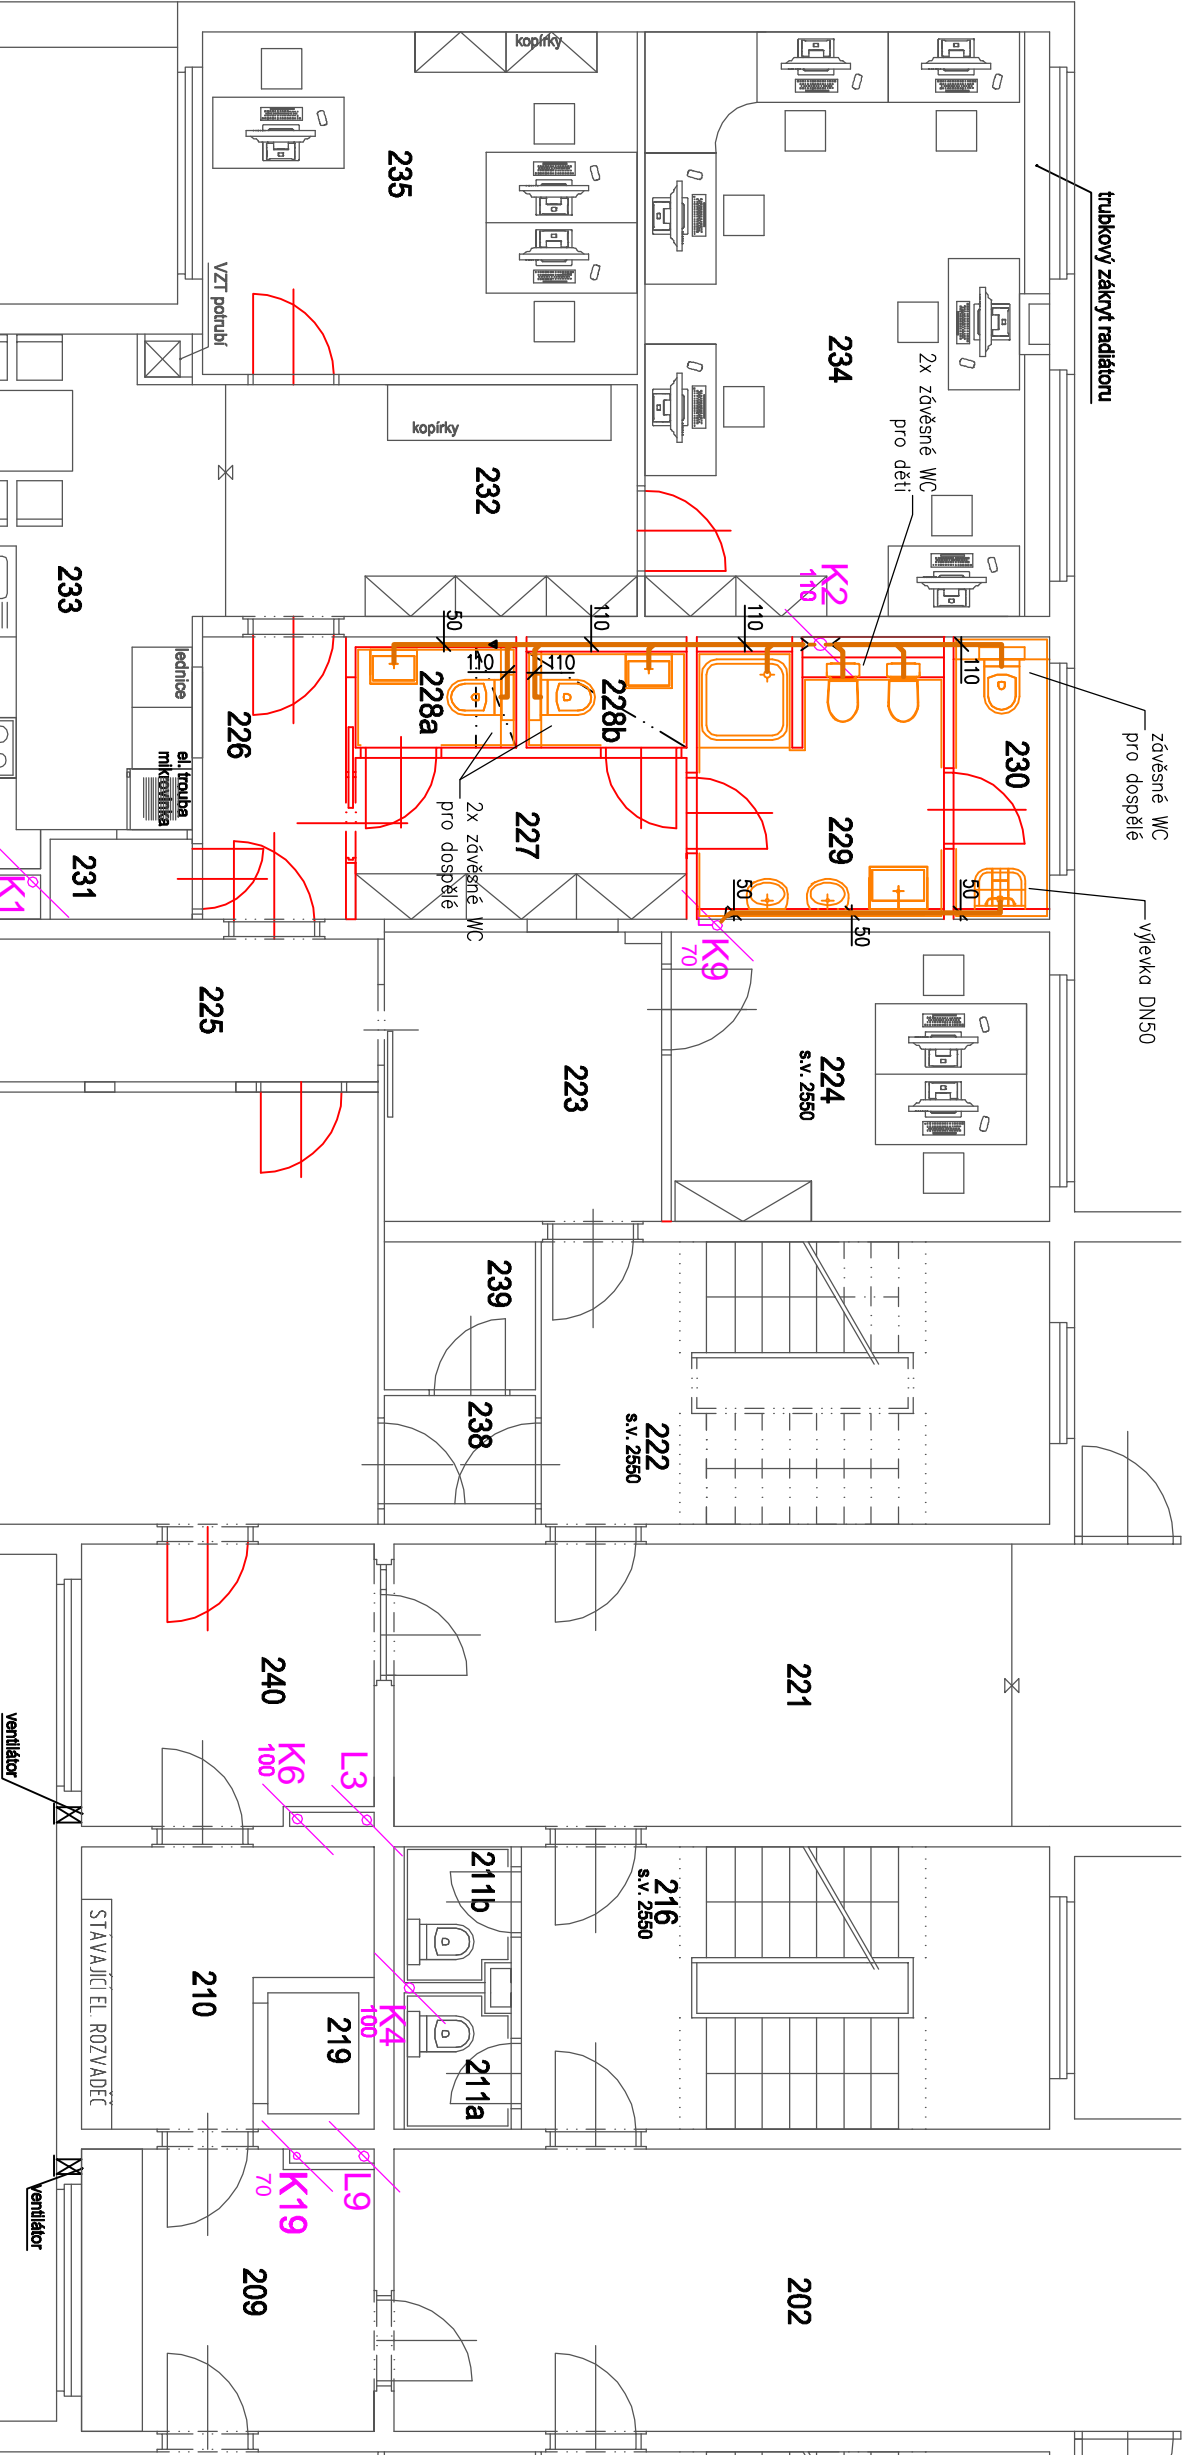 trubkový zákryt radiátoru
kopírky
235
234
VZT potrubí
2x závěsné WC
pro děti
kopírky
232
233
K2
110
50
110
110
110
110
110
lednice
228a
228b
226
230
závěsné WC
pro dospělé
el. trouba
mikrovlnka
227
229
2x závěsné WC
pro dospělé
231
K1
50
50
50
výlevka DN50
K9
70
225
223
224
s.v. 2550
239
238
222
s.v. 2550
240
221
ventilátor
K6
100
L3
211b
216
s.v. 2550
STÁVAJÍCÍ EL. ROZVADĚČ
210
219
K4
100
211a
K19
70
L9
ventilátor
209
202